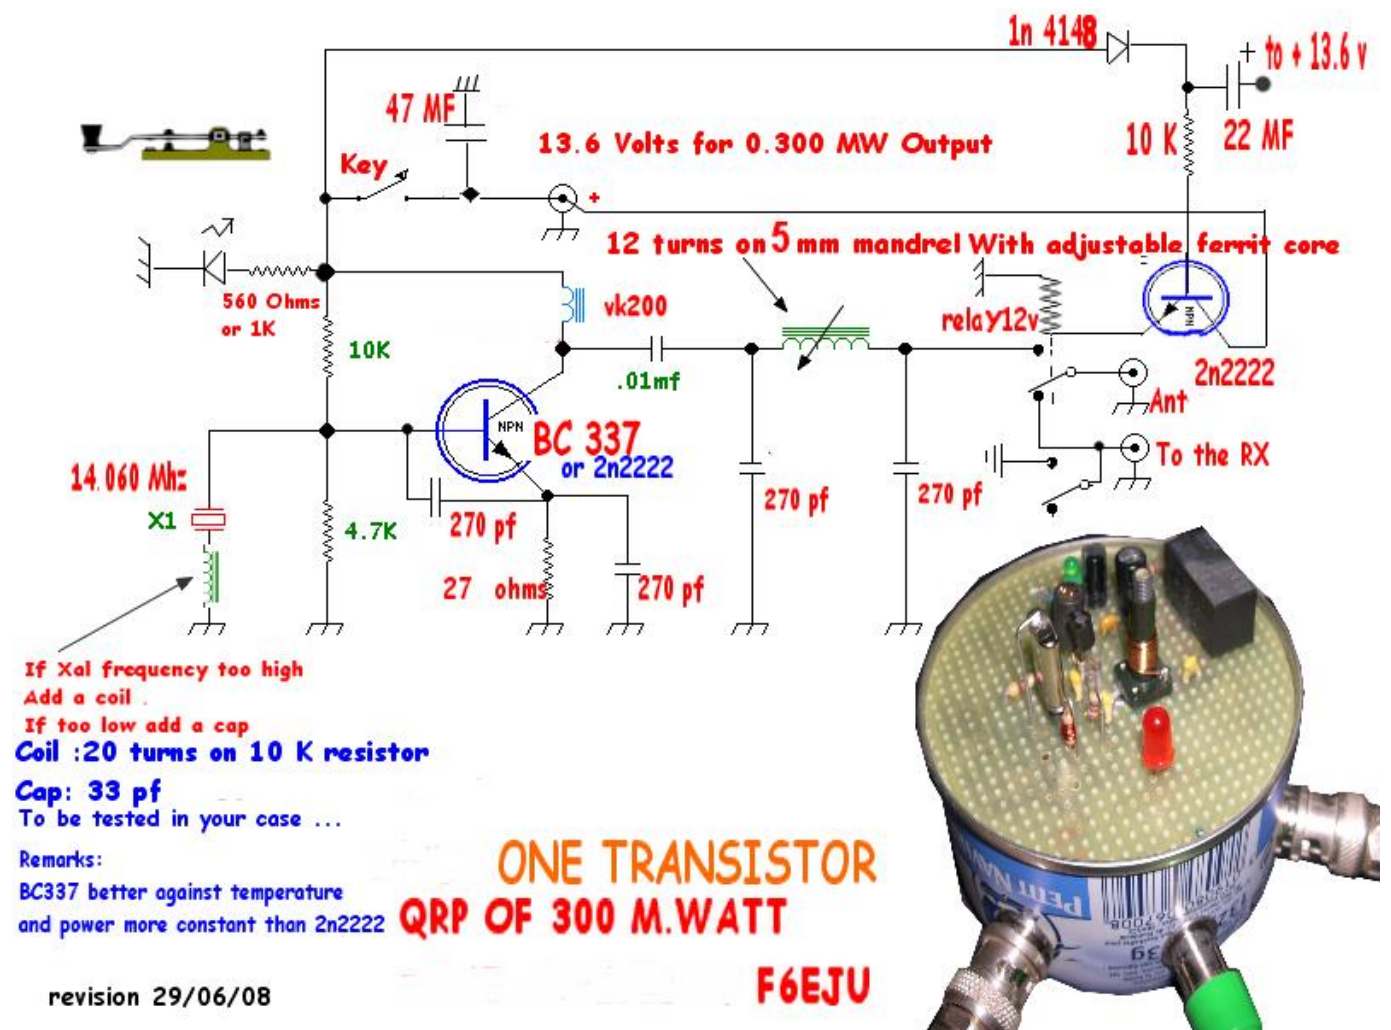 1n 4148
+ to + 13.6 v
47 MF
10 K
22 MF
13.6 Volts for 0.300 MW Output
Key
+
12 turns on 5 mm mandrel With adjustable ferrit core
560 Ohms
or 1K
vk200
relaY12v
NPN
10K
.01mf
2n2222
Ant
NPN
BC 337
or 2n2222
To the RX
14.060 Mhz
X1
4.7K
270 pf
270 pf
270 pf
27 ohms
270 pf
If Xal frequency too high
Add a coil .
If too low add a cap
Coil :20 turns on 10 K resistor
Cap: 33 pf
To be tested in your case ...
Remarks:
BC337 better against temperature
and power more constant than 2n2222
ONE TRANSISTOR
QRP OF 300 M.WATT
F6EJU
revision 29/06/08